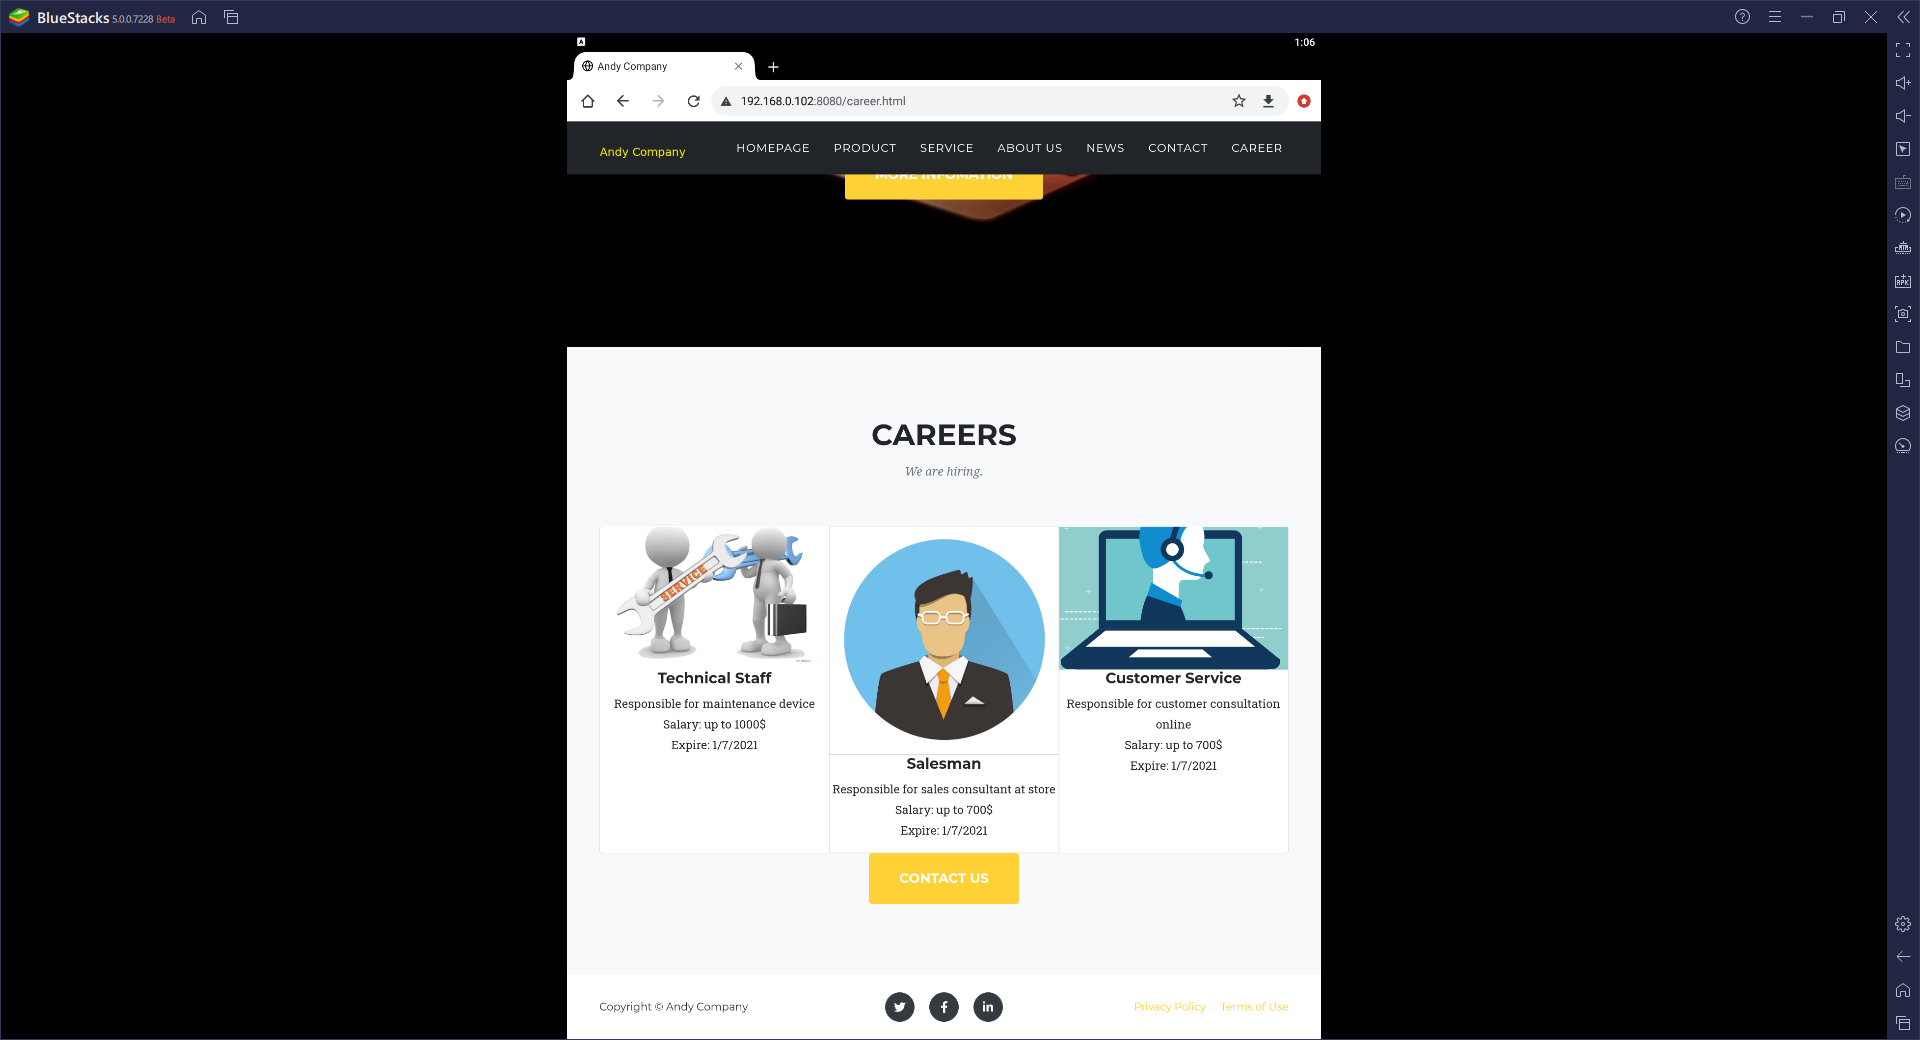 BlueStacks 5.0.0.7228 Beta
1:06
Andy Company
192.168.0.102:8080/career.html
Andy Company HOMEPAGE PRODUCT SERVICE ABOUT US NEWS CONTACT CAREER
MORE INFOMATION
CAREERS
We are hiring.
SERVICE
Technical Staff
Responsible for maintenance device
Salary: up to 1000$
Expire: 1/7/2021
Salesman
Responsible for sales consultant at store
Salary: up to 700$
Expire: 1/7/2021
Customer Service
Responsible for customer consultation
online
Salary: up to 700$
Expire: 1/7/2021
CONTACT US
Copyright © Andy Company
Privacy Policy Terms of Use